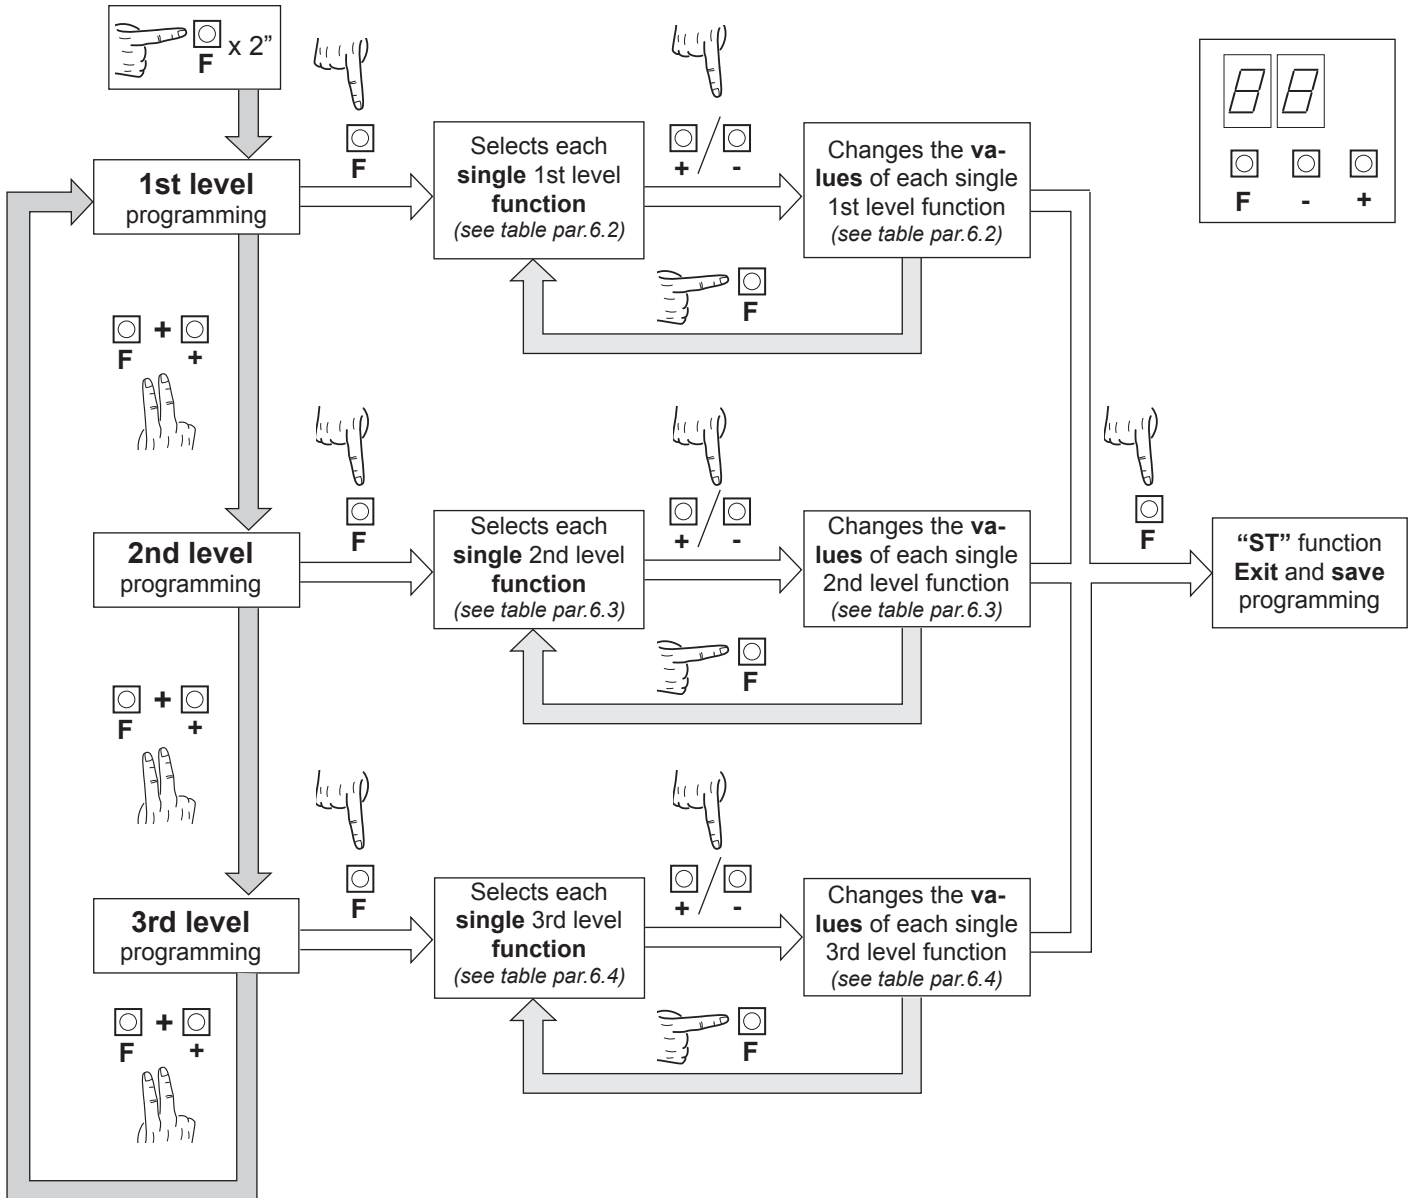 F x 2”
F
+ / -
F - +
1st level
programming
F
Selects each
single 1st level
function
(see table par.6.2)
Changes the va-
lues of each single
1st level function
(see table par.6.2)
F
F + +
F
+ / -
F
2nd level
programming
Selects each
single 2nd level
function
(see table par.6.3)
Changes the va-
lues of each single
2nd level function
(see table par.6.3)
“ST” function
Exit and save
programming
F
F + +
F
+ / -
3rd level
programming
Selects each
single 3rd level
function
(see table par.6.4)
Changes the va-
lues of each single
3rd level function
(see table par.6.4)
F
F + +